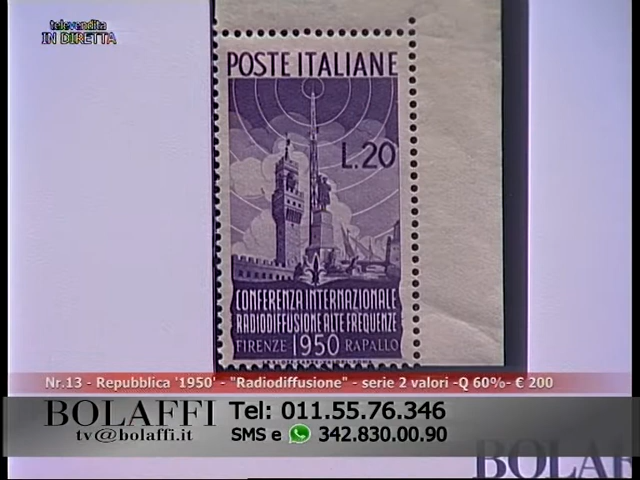 televendita
IN DIRETTA
POSTE ITALIANE
L.20
CONFERENZA INTERNAZIONALE
RADIODIFFUSIONE ALTE FREQUENZE
FIRENZE 1950 RAPALLO
Nr.13 - Repubblica '1950' - "Radiodiffusione" - serie 2 valori -Q 60%- € 200
BOLAFFI
tv@bolaffi.it
Tel: 011.55.76.346
SMS e 342.830.00.90
BOLAF